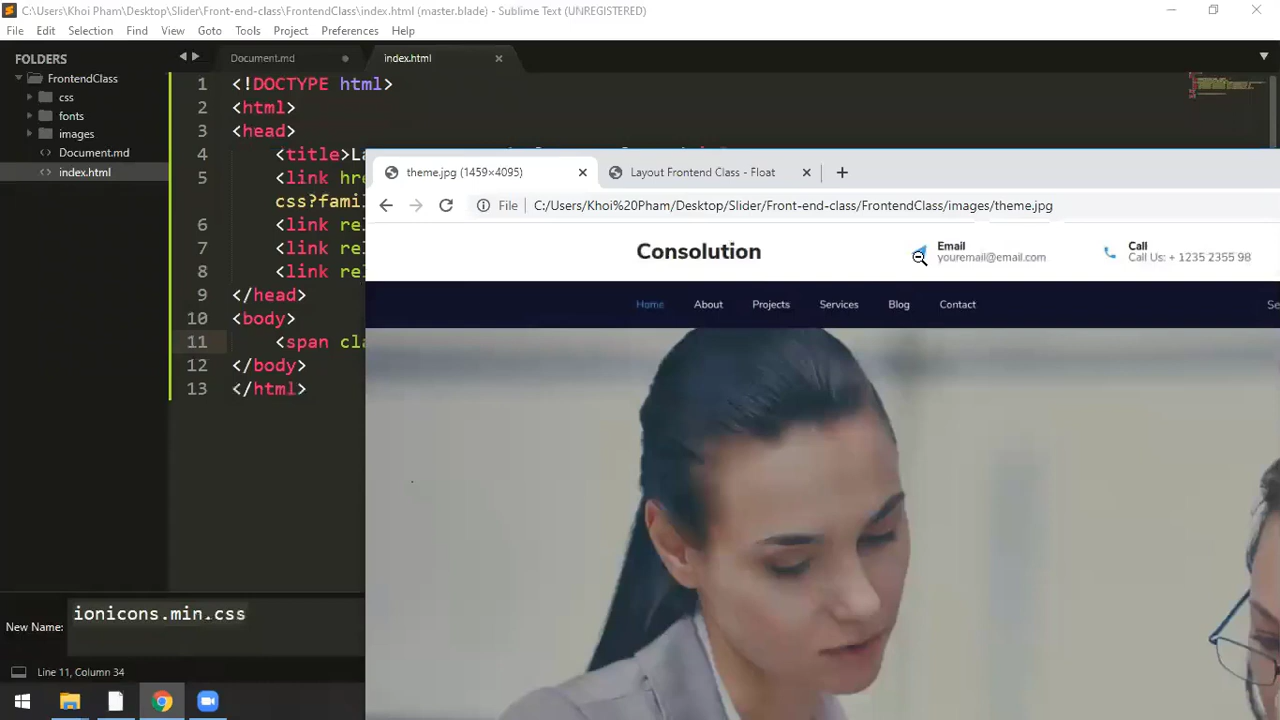 C:\Users\Khoi Pham\Desktop\Slider\Front-end-class\FrontendClass\index.html (master.blade) - Sublime Text (UNREGISTERED)
File Edit Selection Find View Goto Tools Project Preferences Help
FOLDERS
FrontendClass
css
fonts
images
Document.md
index.html
Document.md index.html
1 <!DOCTYPE html>
2 <html>
3 <head>
4 <title>
5 <link
css?fami
6 <link
7 <link
8 <link
9 </head>
10 <body>
11 <span
12 </body>
13 </html>
New Name: ionicons.min.css
Line 11, Column 34
theme.jpg (1459×4095) Layout Frontend Class - Float
File C:/Users/Khoi%20Pham/Desktop/Slider/Front-end-class/FrontendClass/images/theme.jpg
Consolution
Email
youremail@email.com
Call
Call Us: + 1235 2355 98
Home About Projects Services Blog Contact